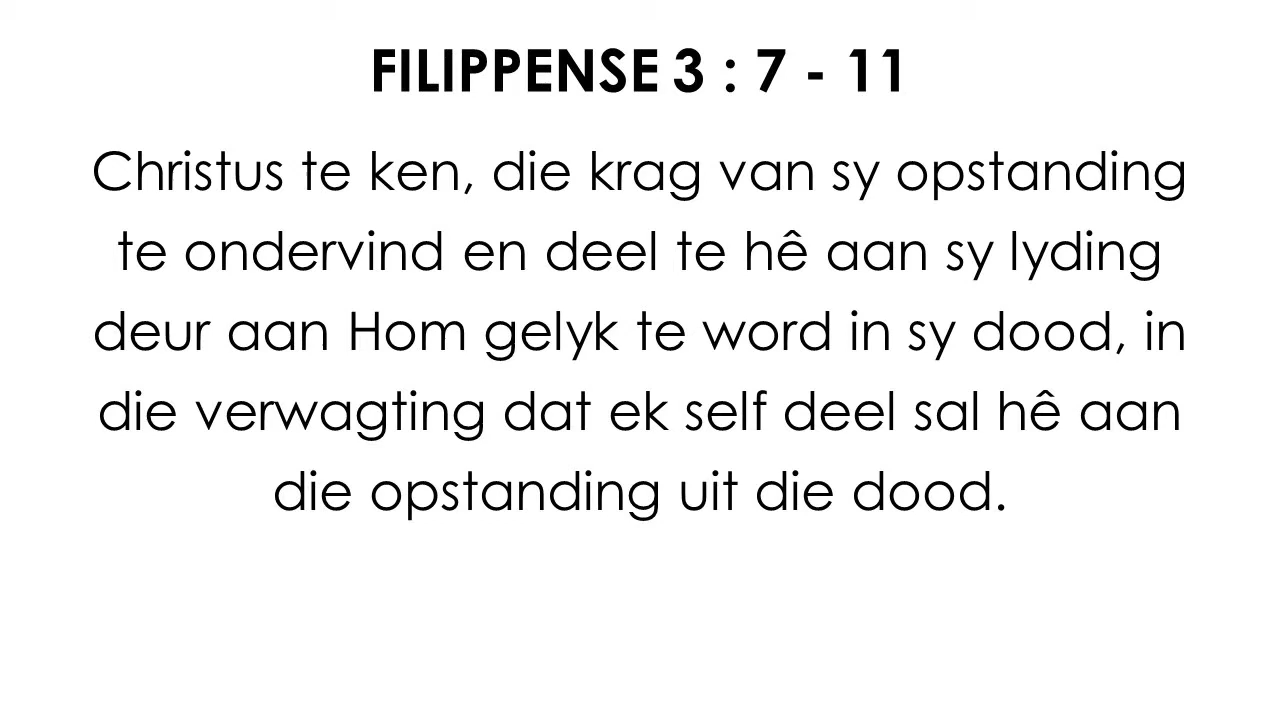 FILIPPENSE 3 : 7 - 11
Christus te ken, die krag van sy opstanding
te ondervind en deel te hê aan sy lyding
deur aan Hom gelyk te word in sy dood, in
die verwagting dat ek self deel sal hê aan
die opstanding uit die dood.